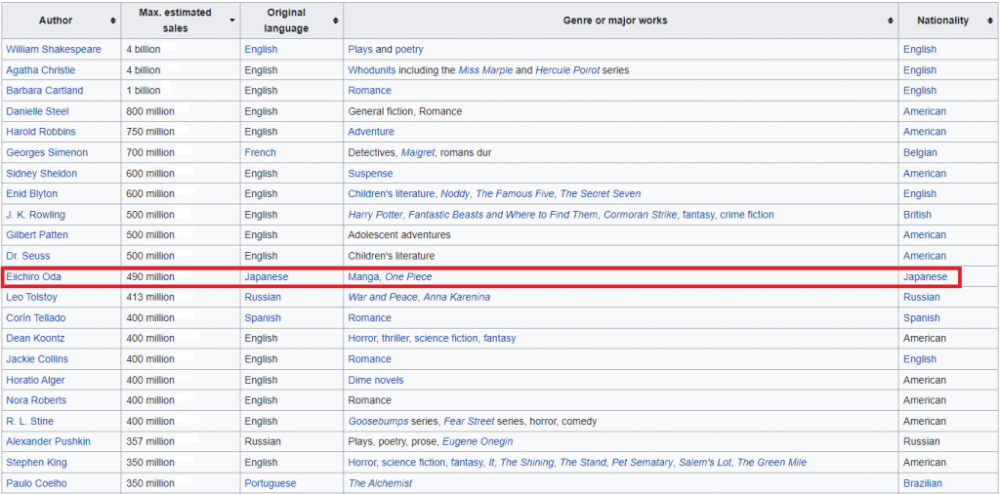 Author Max. estimated sales Original language Genre or major works Nationality
William Shakespeare 4 billion English Plays and poetry English
Agatha Christie 4 billion English Whodunits including the Miss Marple and Hercule Poirot series English
Barbara Cartland 1 billion English Romance English
Danielle Steel 800 million English General fiction, Romance American
Harold Robbins 750 million English Adventure American
Georges Simenon 700 million French Detectives, Maigret, romans dur Belgian
Sidney Sheldon 600 million English Suspense American
Enid Blyton 600 million English Children's literature, Noddy, The Famous Five, The Secret Seven English
J. K. Rowling 500 million English Harry Potter, Fantastic Beasts and Where to Find Them, Cormoran Strike, fantasy, crime fiction British
Gilbert Patten 500 million English Adolescent adventures American
Dr. Seuss 500 million English Children's literature American
Eiichiro Oda 490 million Japanese Manga, One Piece Japanese
Leo Tolstoy 413 million Russian War and Peace, Anna Karenina Russian
Corín Tellado 400 million Spanish Romance Spanish
Dean Koontz 400 million English Horror, thriller, science fiction, fantasy American
Jackie Collins 400 million English Romance English
Horatio Alger 400 million English Dime novels American
Nora Roberts 400 million English Romance American
R. L. Stine 400 million English Goosebumps series, Fear Street series, horror, comedy American
Alexander Pushkin 357 million Russian Plays, poetry, prose, Eugene Onegin Russian
Stephen King 350 million English Horror, science fiction, fantasy, It, The Shining, The Stand, Pet Sematary, Salem's Lot, The Green Mile American
Paulo Coelho 350 million Portuguese The Alchemist Brazilian